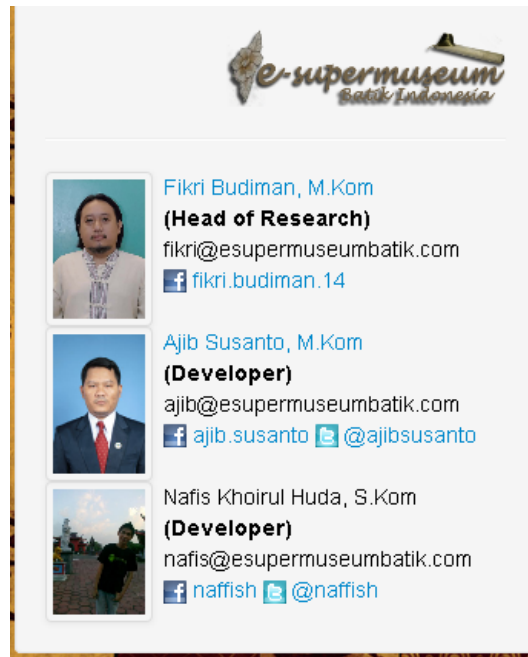 e-supermuseum
Batik Indonesia
Fikri Budiman, M.Kom
(Head of Research)
fikri@esupermuseumbatik.com
fikri.budiman.14
Ajib Susanto, M.Kom
(Developer)
ajib@esupermuseumbatik.com
ajib.susanto @ajibsusanto
Nafis Khoirul Huda, S.Kom
(Developer)
nafis@esupermuseumbatik.com
naffish @naffish